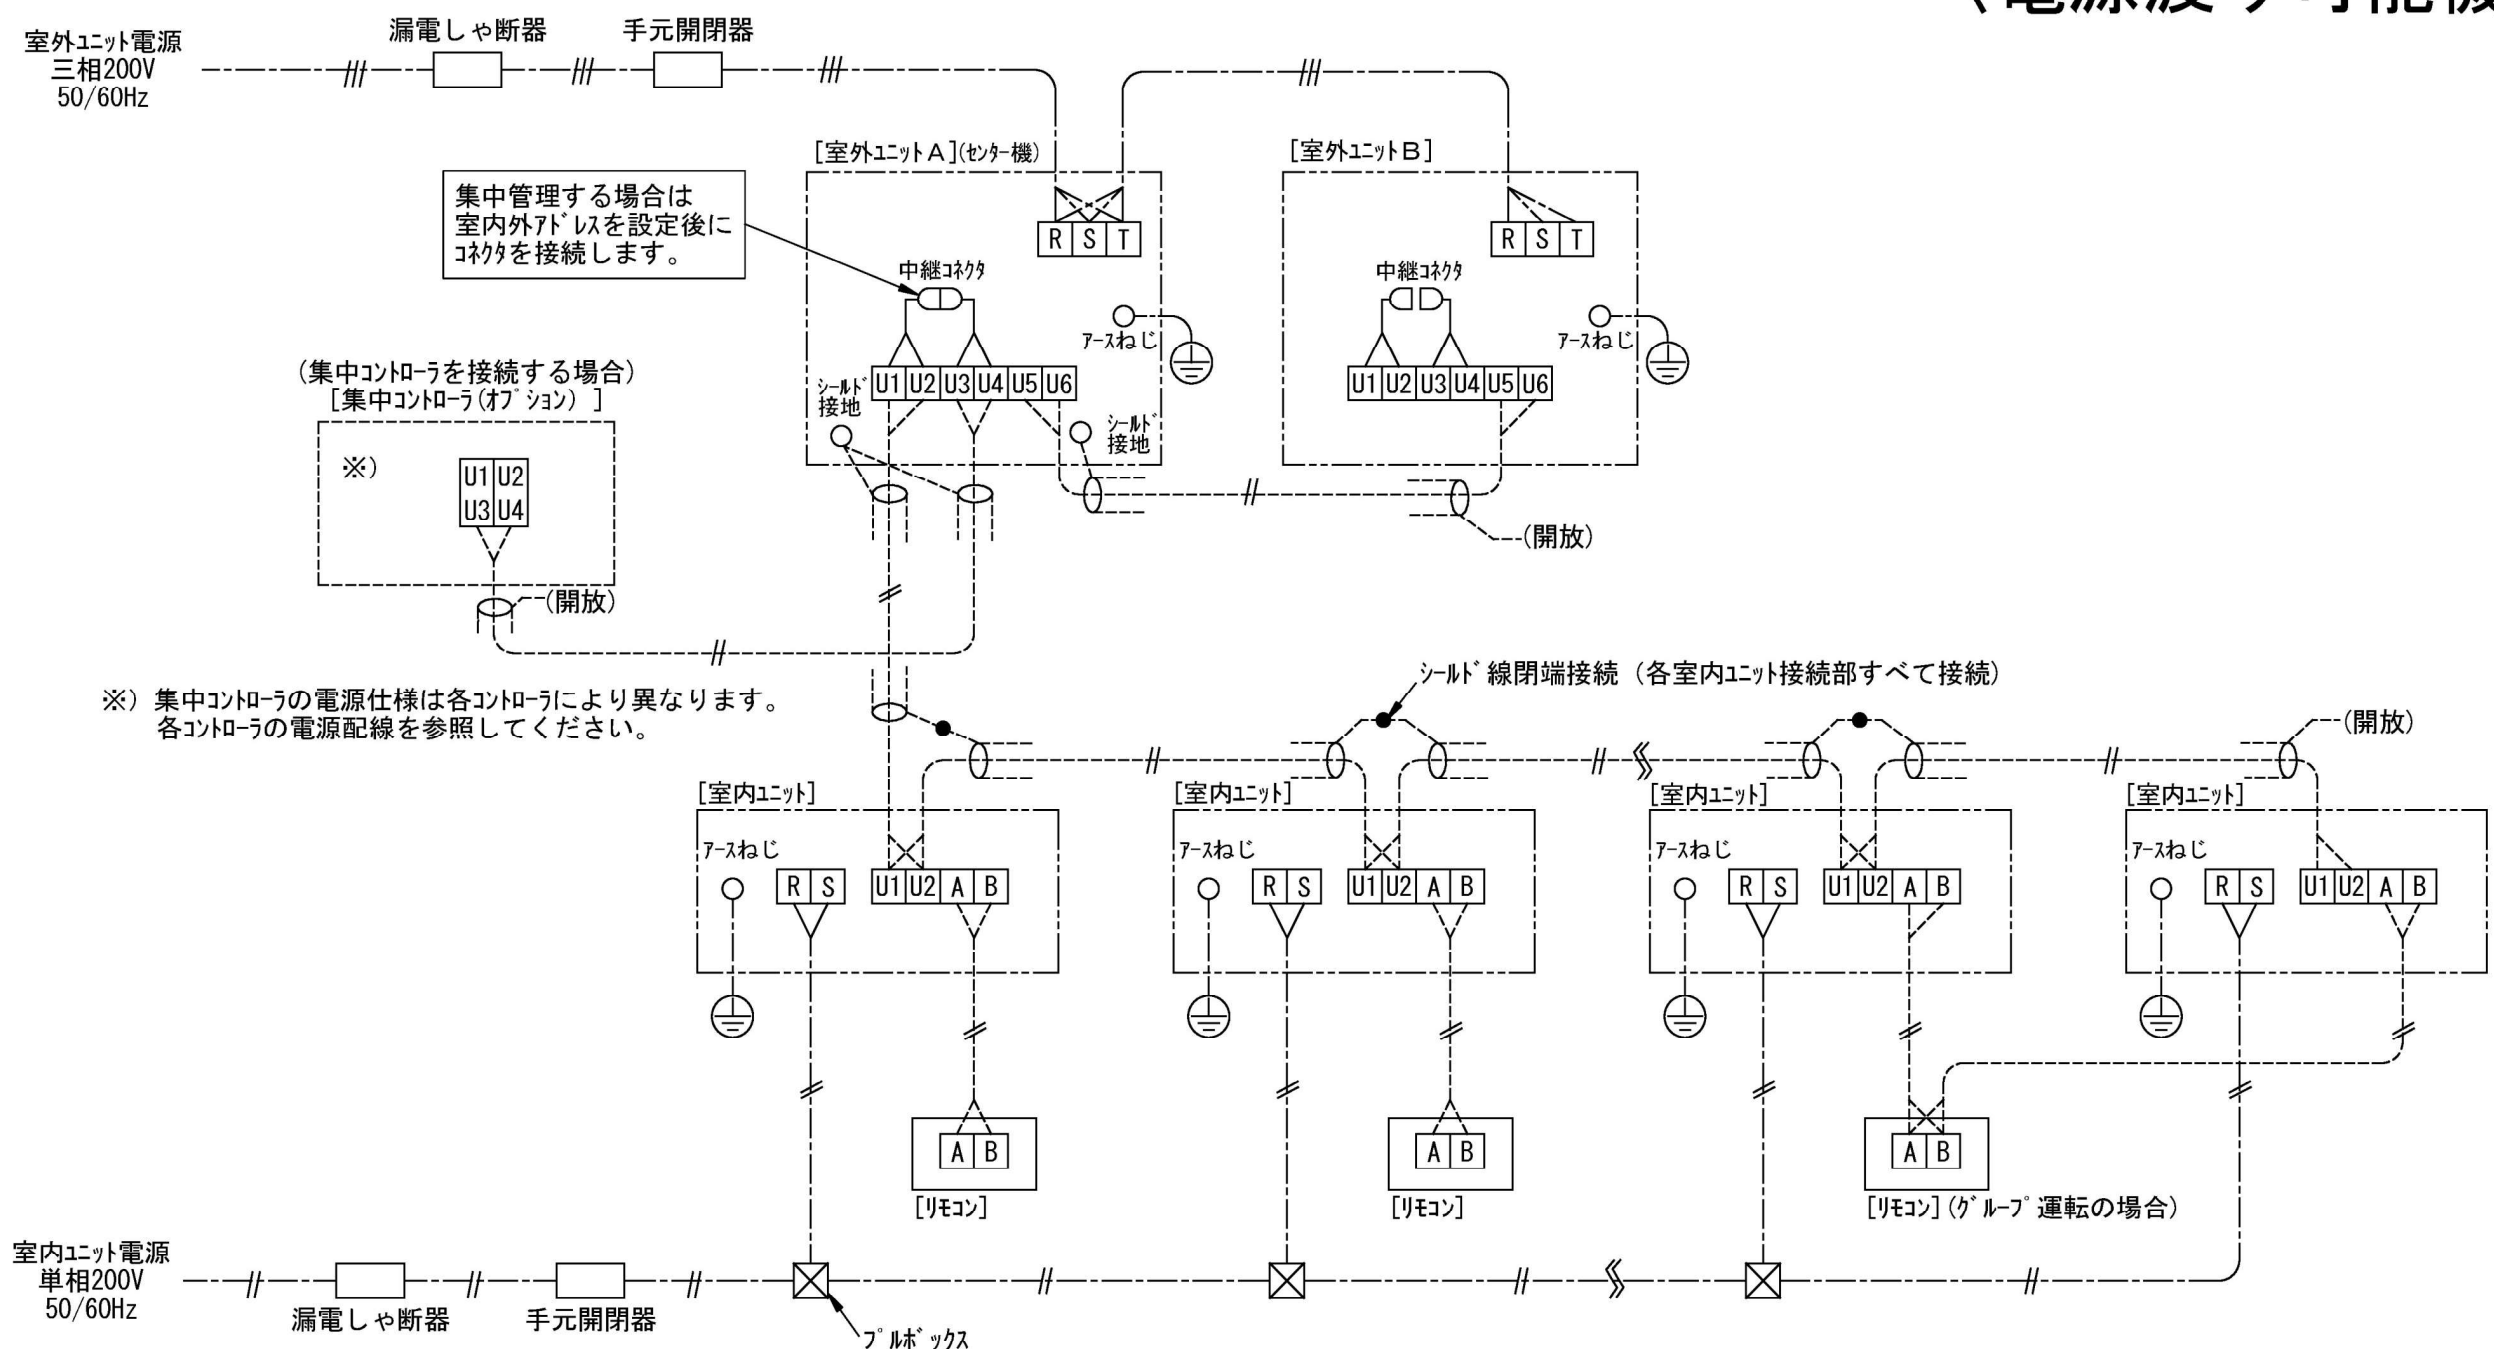 室外ﾕﾆｯﾄ電源
三相200V
50/60Hz
漏電しゃ断器
手元開閉器
[室外ﾕﾆｯﾄA](ｾﾝﾀｰ機)
[室外ﾕﾆｯﾄB]
集中管理する場合は
室内外ｱﾄﾞﾚｽを設定後に
ｺﾈｸﾀを接続します。
R S T
R S T
中継ｺﾈｸﾀ
中継ｺﾈｸﾀ
ｱｰｽねじ
ｱｰｽねじ
(集中ｺﾝﾄﾛｰﾗを接続する場合)
[集中ｺﾝﾄﾛｰﾗ(ｵﾌﾟｼｮﾝ) ]
U1 U2 U3 U4 U5 U6
U1 U2 U3 U4 U5 U6
ｼｰﾙﾄﾞ
接地
ｼｰﾙﾄﾞ
接地
※)
U1 U2
U3 U4
(開放)
(開放)
※) 集中ｺﾝﾄﾛｰﾗの電源仕様は各ｺﾝﾄﾛｰﾗにより異なります。
各ｺﾝﾄﾛｰﾗの電源配線を参照してください。
ｼｰﾙﾄﾞ線閉端接続 (各室内ﾕﾆｯﾄ接続部すべて接続)
(開放)
[室内ﾕﾆｯﾄ]
[室内ﾕﾆｯﾄ]
[室内ﾕﾆｯﾄ]
[室内ﾕﾆｯﾄ]
ｱｰｽねじ
ｱｰｽねじ
ｱｰｽねじ
ｱｰｽねじ
R S
U1 U2 A B
R S
U1 U2 A B
R S
U1 U2 A B
R S
U1 U2 A B
A B
A B
A B
[ﾘﾓｺﾝ]
[ﾘﾓｺﾝ]
[ﾘﾓｺﾝ](ｸﾞﾙｰﾌﾟ運転の場合)
室内ﾕﾆｯﾄ電源
単相200V
50/60Hz
漏電しゃ断器
手元開閉器
ﾌﾟﾙﾎﾞｯｸｽ